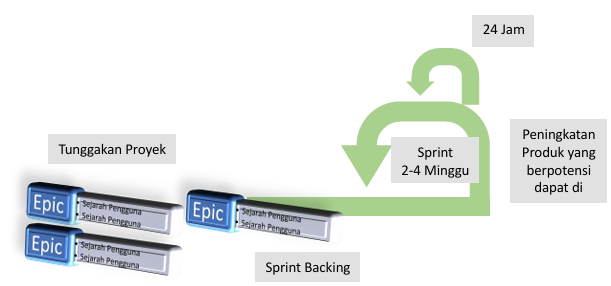 24 Jam
Tunggakan Proyek
Sprint
2-4 Minggu
Peningkatan
Produk yang
berpotensi
dapat di
Epic
• Sejarah Pengguna
• Sejarah Pengguna
Epic
• Sejarah Pengguna
• Sejarah Pengguna
Epic
• Sejarah Pengguna
• Sejarah Pengguna
Sprint Backing